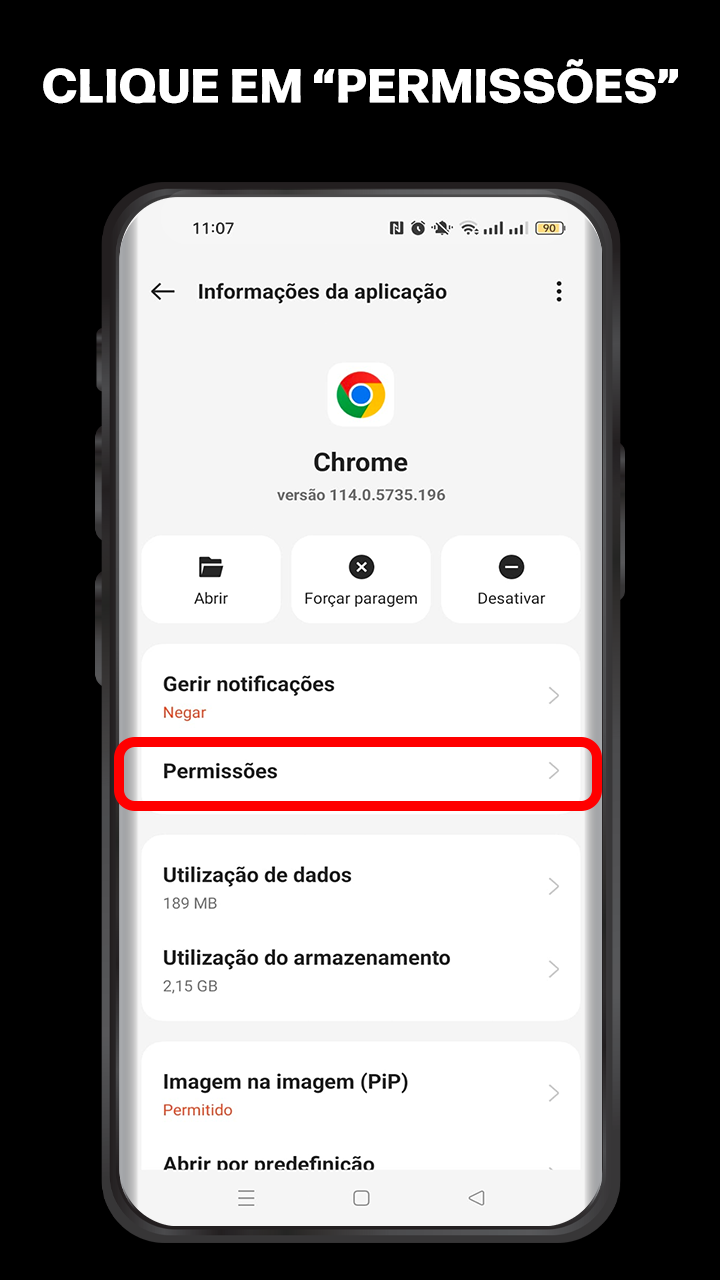 CLIQUE EM “PERMISSÕES”
11:07
90
Informações da aplicação
Chrome
versão 114.0.5735.196
Abrir
Forçar paragem
Desativar
Gerir notificações
Negar
Permissões
Utilização de dados
189 MB
Utilização do armazenamento
2,15 GB
Imagem na imagem (PiP)
Permitido
Abrir por predefinição